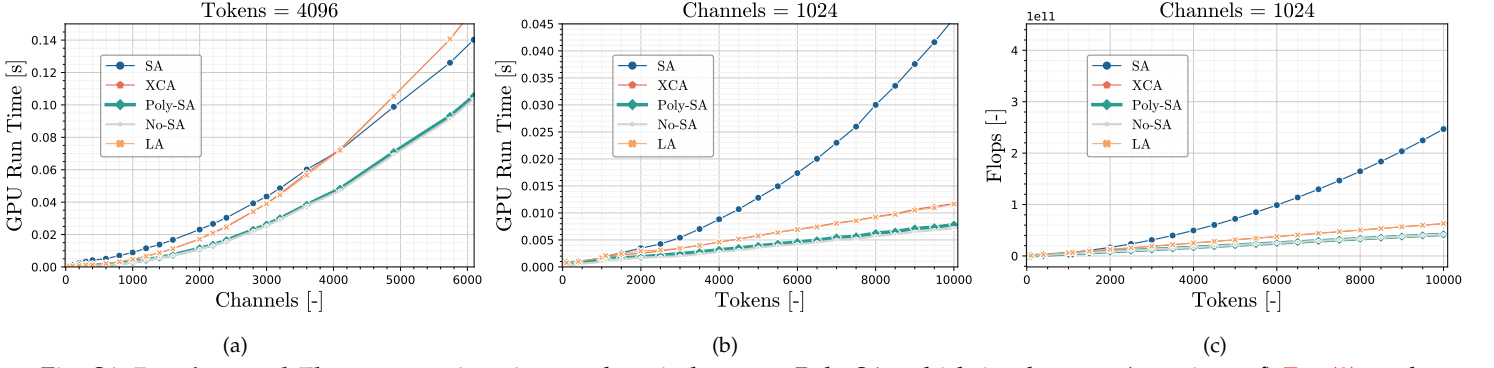 Tokens = 4096
GPU Run Time [s]
0.14
0.12
0.10
0.08
0.06
0.04
0.02
0.00
SA
XCA
Poly-SA
No-SA
LA
0 1000 2000 3000 4000 5000 6000
Channels [-]
(a)
Channels = 1024
GPU Run Time [s]
0.045
0.040
0.035
0.030
0.025
0.020
0.015
0.010
0.005
0.000
SA
XCA
Poly-SA
No-SA
LA
0 2000 4000 6000 8000 10000
Tokens [-]
(b)
Channels = 1024
1e11
Flops [-]
4
3
2
1
0
SA
XCA
Poly-SA
No-SA
LA
0 2000 4000 6000 8000 10000
Tokens [-]
(c)